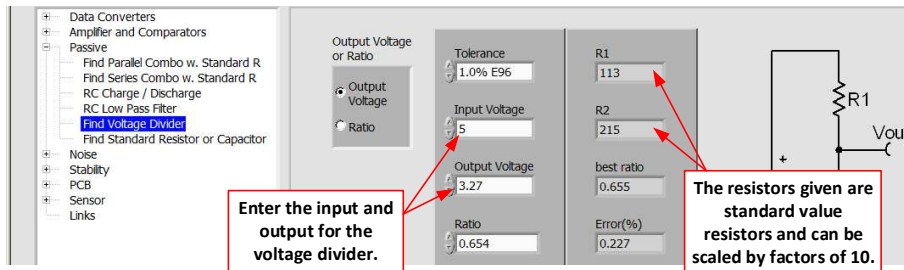 Data Converters
Amplifier and Comparators
Passive
Find Parallel Combo w. Standard R
Find Series Combo w. Standard R
RC Charge / Discharge
RC Low Pass Filter
Find Voltage Divider
Find Standard Resistor or Capacitor
Noise
Stability
PCB
Sensor
Links
Output Voltage
or Ratio
Output
Voltage
Ratio
Tolerance
1.0% E96
Input Voltage
5
Output Voltage
3.27
Ratio
0.654
R1
113
R2
215
best ratio
0.655
Error(%)
0.227
R1
Vou
+
Enter the input and
output for the
voltage divider.
The resistors given are
standard value
resistors and can be
scaled by factors of 10.